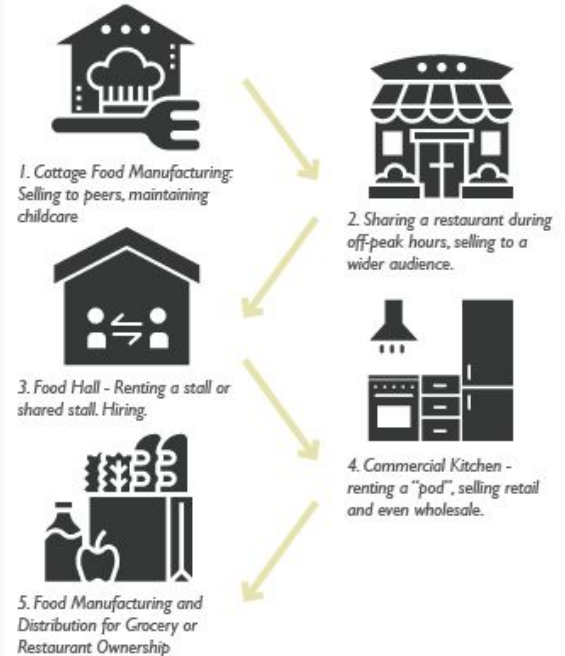 1. Cottage Food Manufacturing:
Selling to peers, maintaining
childcare
2. Sharing a restaurant during
off-peak hours, selling to a
wider audience.
3. Food Hall - Renting a stall or
shared stall. Hiring.
4. Commercial Kitchen -
renting a "pod", selling retail
and even wholesale.
5. Food Manufacturing and
Distribution for Grocery or
Restaurant Ownership